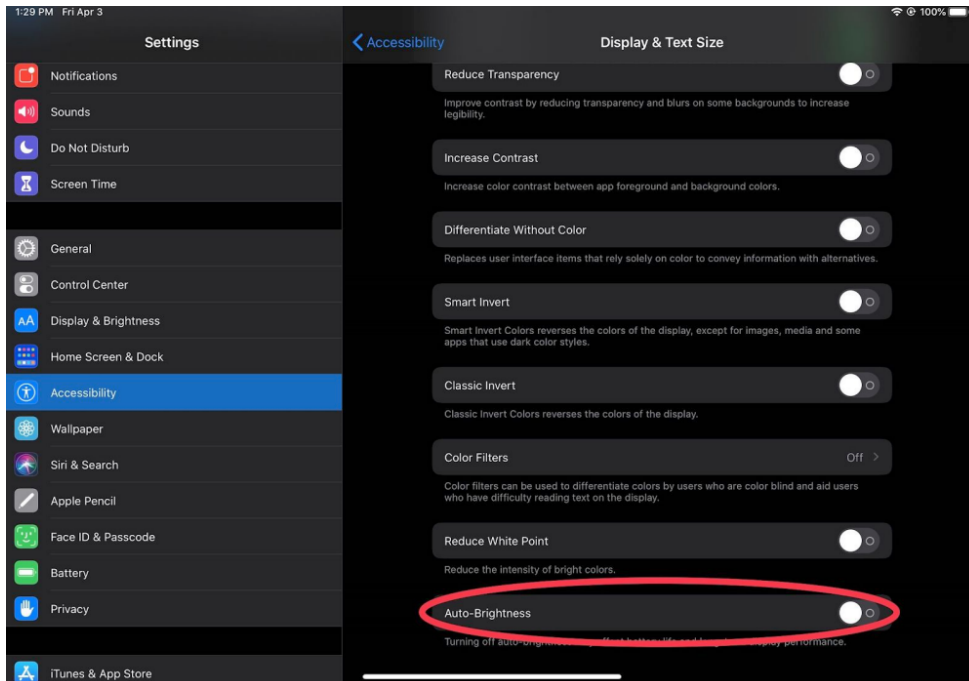 1:29 PM Fri Apr 3
100%
Settings
Notifications
Sounds
Do Not Disturb
Screen Time
General
Control Center
Display & Brightness
Home Screen & Dock
Accessibility
Wallpaper
Siri & Search
Apple Pencil
Face ID & Passcode
Battery
Privacy
iTunes & App Store
Accessibility
Display & Text Size
Reduce Transparency
Improve contrast by reducing transparency and blurs on some backgrounds to increase
legibility.
Increase Contrast
Increase color contrast between app foreground and background colors.
Differentiate Without Color
Replaces user interface items that rely solely on color to convey information with alternatives.
Smart Invert
Smart Invert Colors reverses the colors of the display, except for images, media and some
apps that use dark color styles.
Classic Invert
Classic Invert Colors reverses the colors of the display.
Color Filters Off
Color filters can be used to differentiate colors by users who are color blind and aid users
who have difficulty reading text on the display.
Reduce White Point
Reduce the intensity of bright colors.
Auto-Brightness
Turning off auto-brightness battery life and display performance.